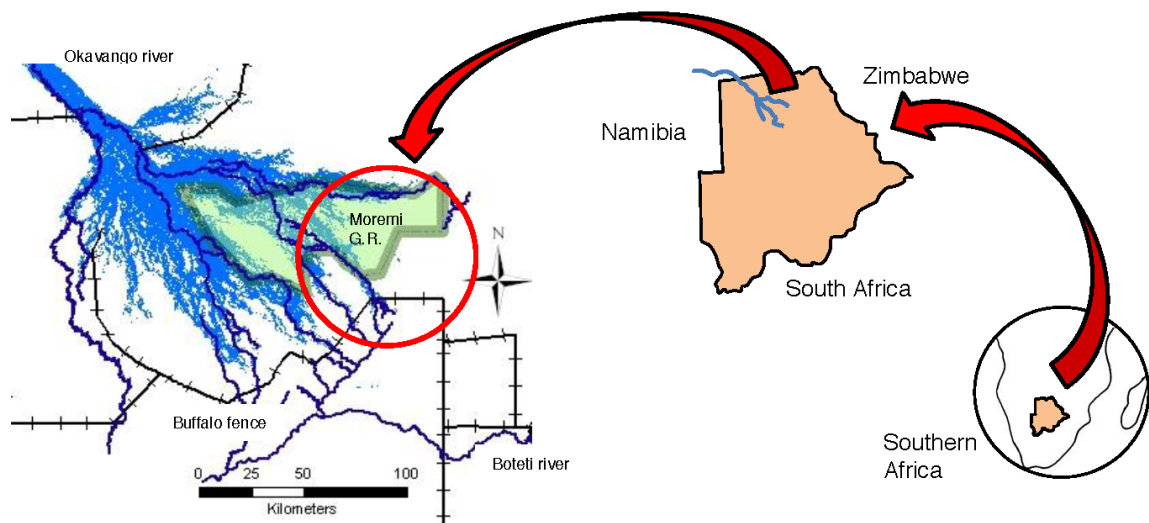 Okavango river
Zimbabwe
Namibia
Moremi
G.R.
N
South Africa
Buffalo fence
Boteti river
Southern
Africa
0 25 50 100
Kilometers